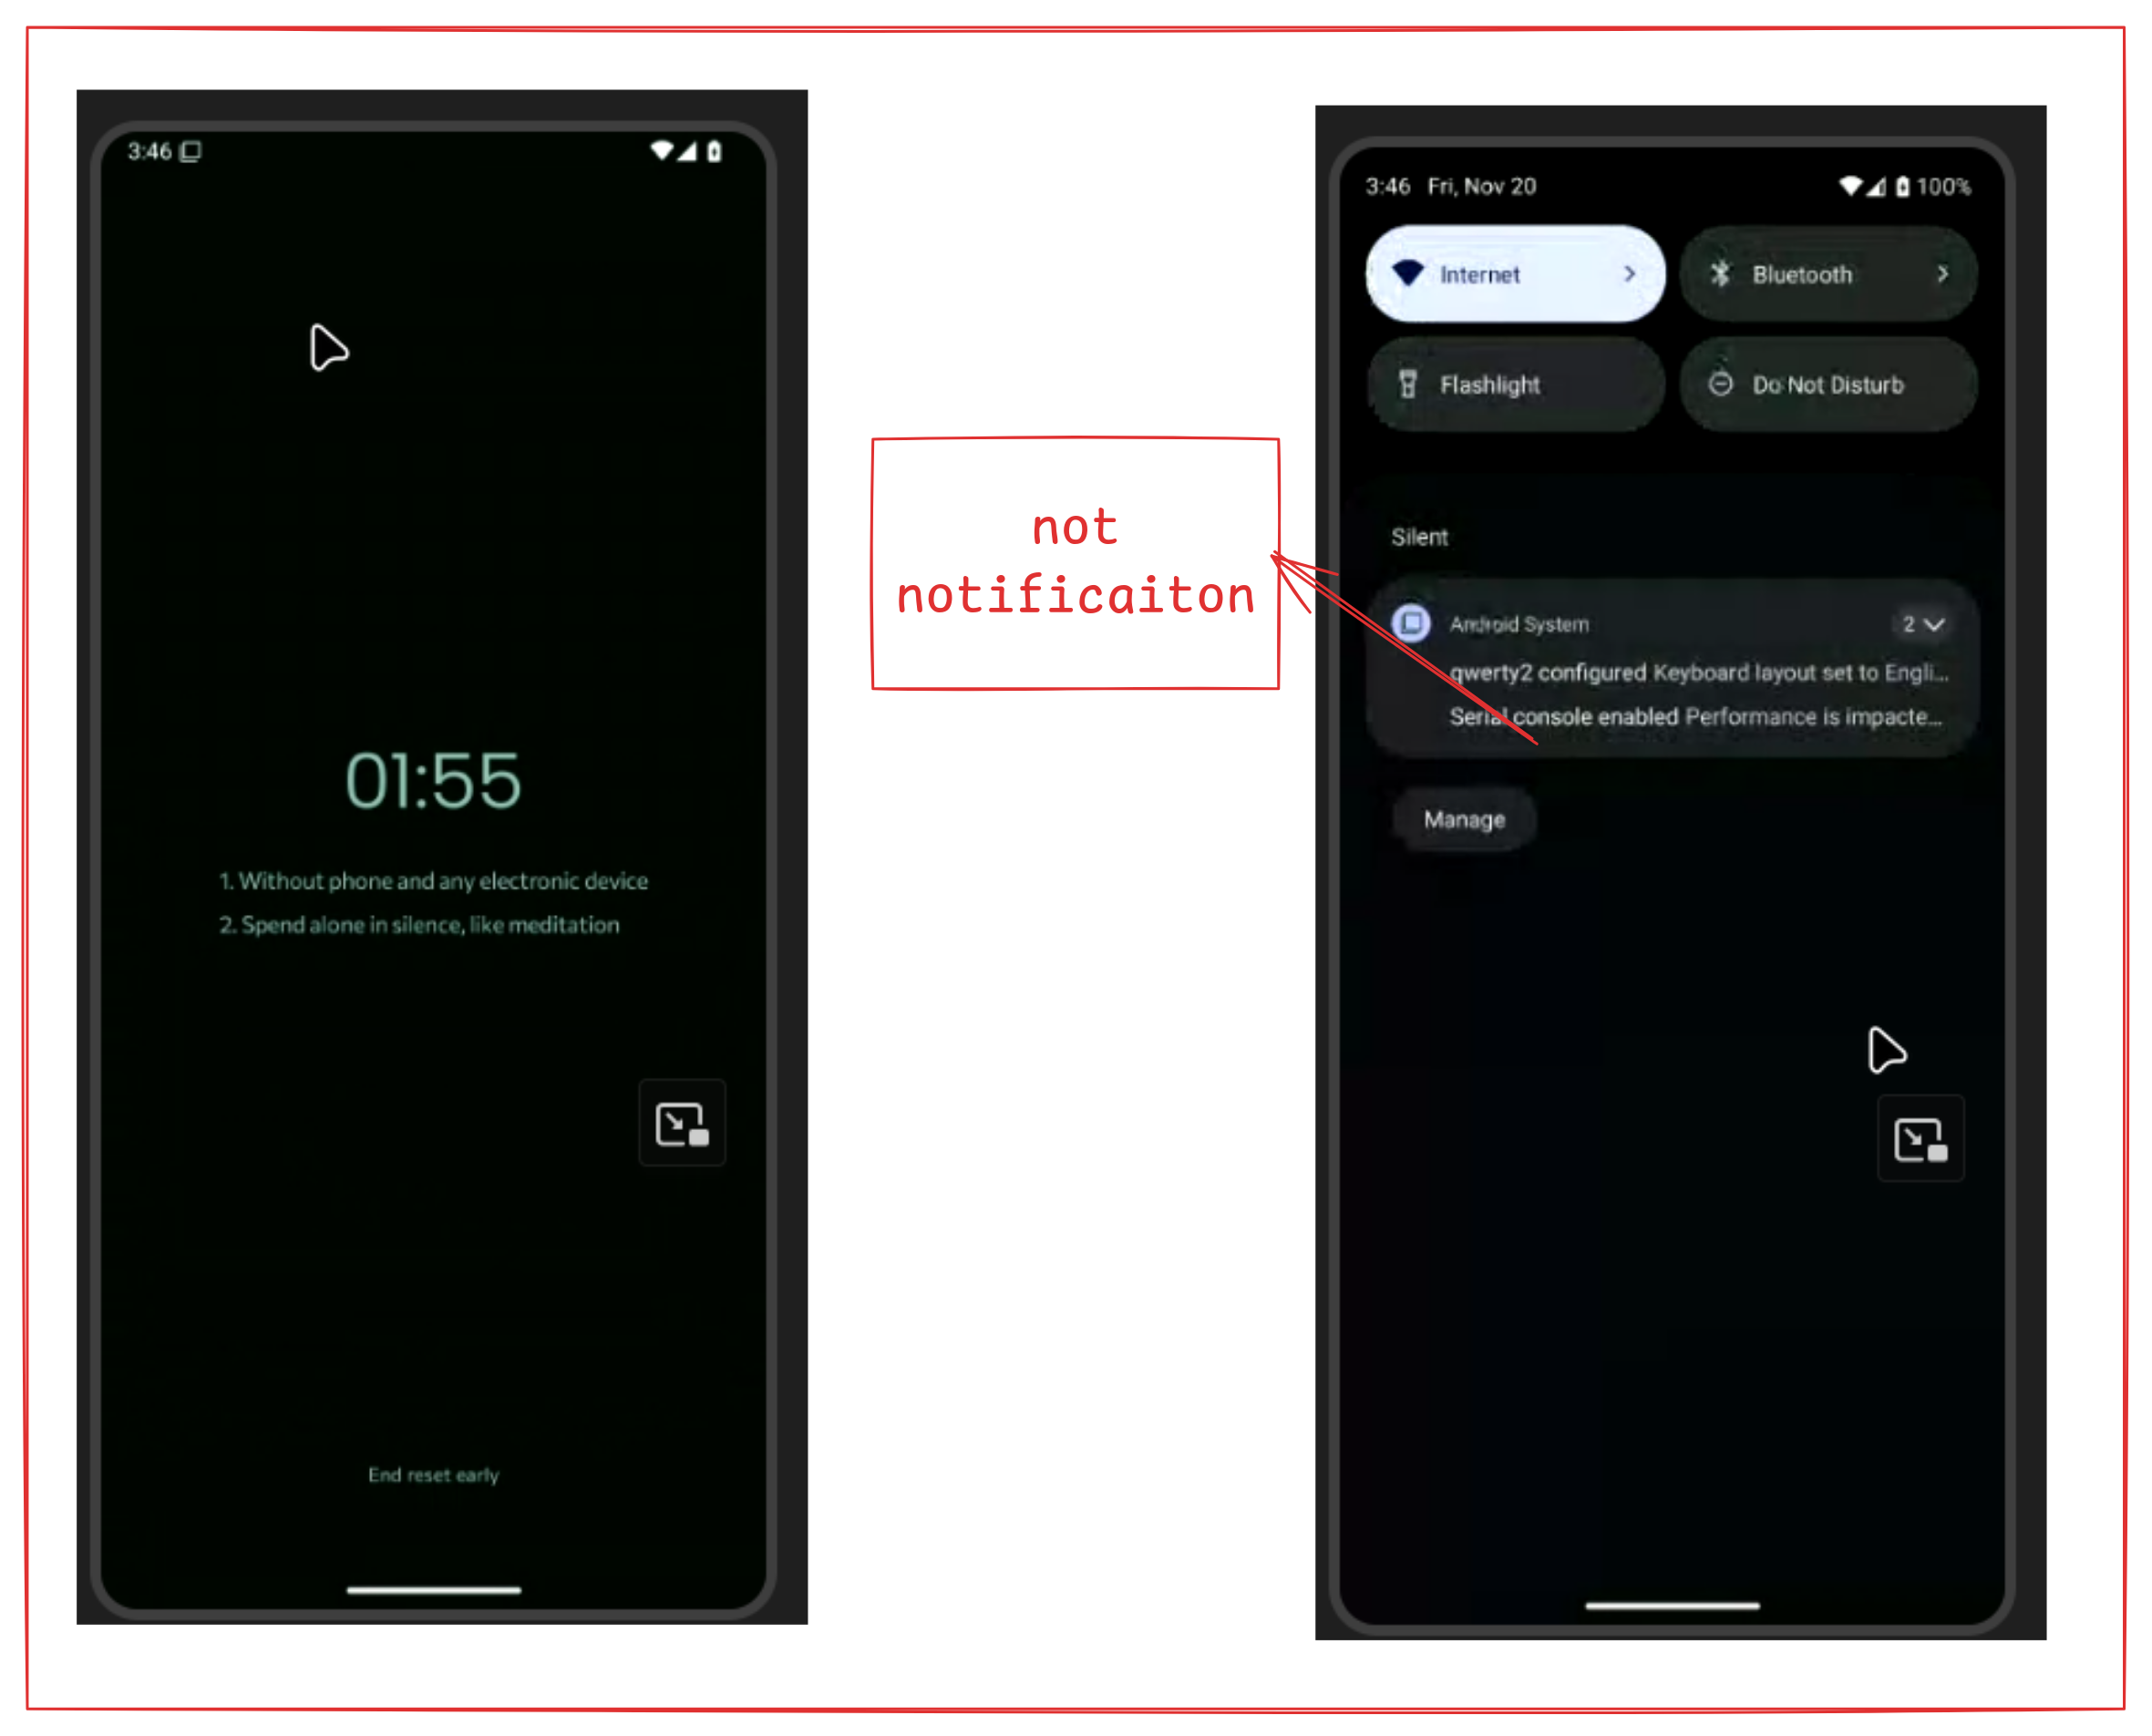 3:46
01:55
1. Without phone and any electronic device
2. Spend alone in silence, like meditation
End reset early
not
notificaiton
3:46 Fri, Nov 20 100%
Internet
Bluetooth
Flashlight
Do Not Disturb
Silent
Android System 2
qwerty2 configured Keyboard layout set to Engli...
Serial console enabled Performance is impacte...
Manage